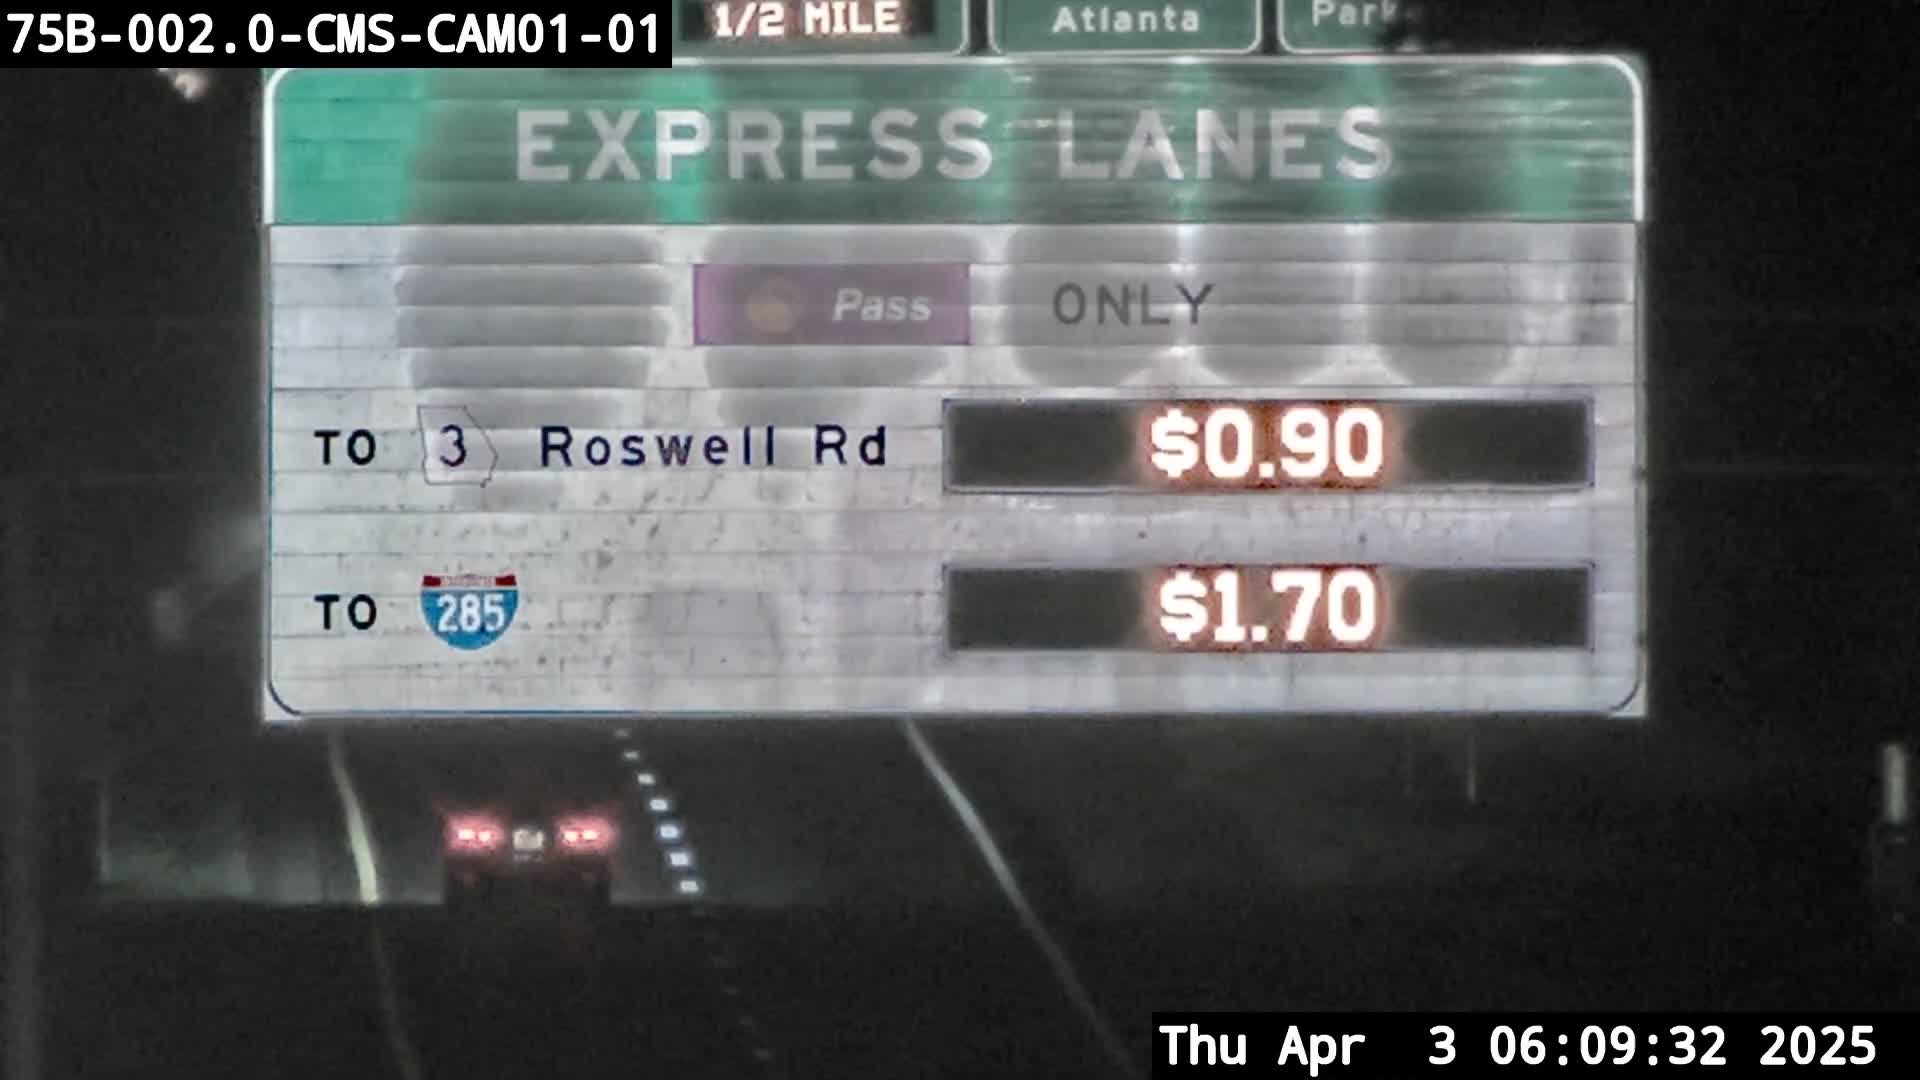 75B-002.0-CMS-CAM01-01
1/2 MILE
Atlanta
Park
EXPRESS LANES
Pass ONLY
TO 3 Roswell Rd $0.90
TO 285 $1.70
Thu Apr 3 06:09:32 2025